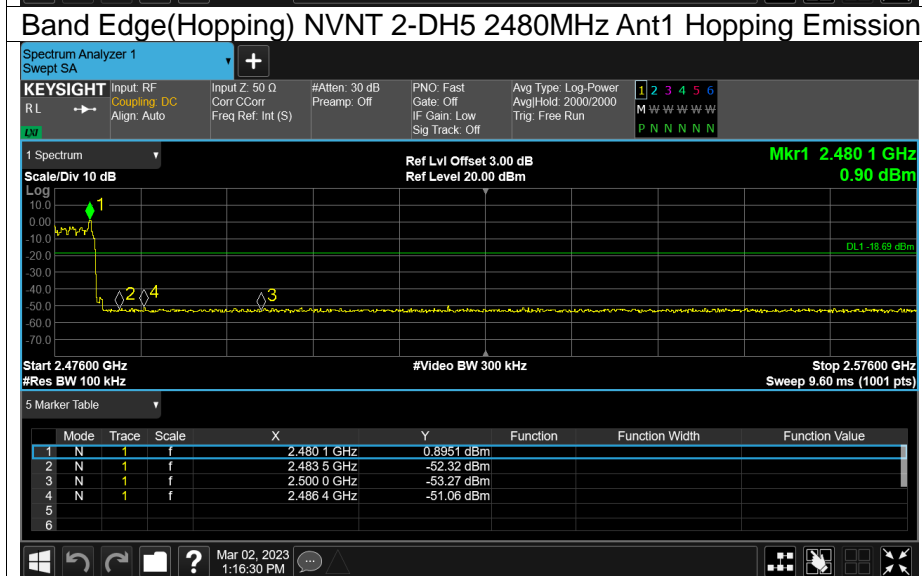 Band Edge(Hopping) NVNT 2-DH5 2480MHz Ant1 Hopping Emission
Spectrum Analyzer 1
Swept SA
+
KEYSIGHT Input: RF Input Z: 50 Ω #Atten: 30 dB PNO: Fast Avg Type: Log-Power 1 2 3 4 5 6
RL Coupling: DC Corr CCorr Preamp: Off Gate: Off Avg|Hold: 2000/2000 M W W W W W
Align: Auto Freq Ref: Int (S) IF Gain: Low Trig: Free Run
LXI Sig Track: Off P N N N N N
1 Spectrum Ref Lvl Offset 3.00 dB Mkr1 2.480 1 GHz
Scale/Div 10 dB Ref Level 20.00 dBm 0.90 dBm
Log
10.0 1
0.00
-10.0
DL1 -18.69 dBm
-20.0
-30.0
-40.0
2 4 3
-50.0
-60.0
-70.0
Start 2.47600 GHz #Video BW 300 kHz Stop 2.57600 GHz
#Res BW 100 kHz Sweep 9.60 ms (1001 pts)
5 Marker Table
Mode Trace Scale X Y Function Function Width Function Value
1 N 1 f 2.480 1 GHz 0.8951 dBm
2 N 1 f 2.483 5 GHz -52.32 dBm
3 N 1 f 2.500 0 GHz -53.27 dBm
4 N 1 f 2.486 4 GHz -51.06 dBm
5
6
? Mar 02, 2023
1:16:30 PM